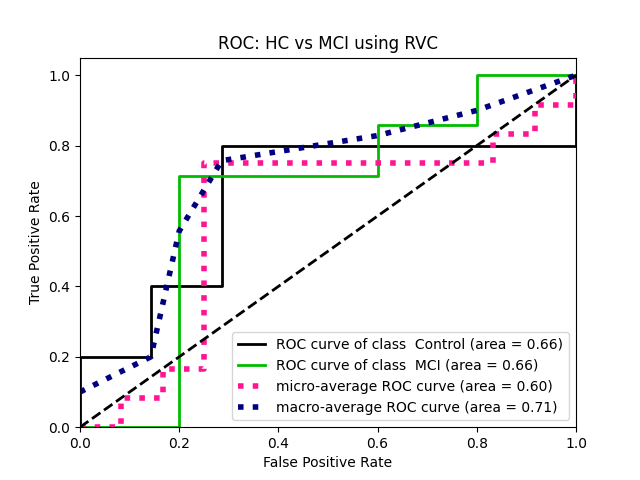 ROC: HC vs MCI using RVC
True Positive Rate
1.0
0.8
0.6
0.4
0.2
0.0
ROC curve of class  Control (area = 0.66)
ROC curve of class  MCI (area = 0.66)
micro-average ROC curve (area = 0.60)
macro-average ROC curve (area = 0.71)
0.0 0.2 0.4 0.6 0.8 1.0
False Positive Rate